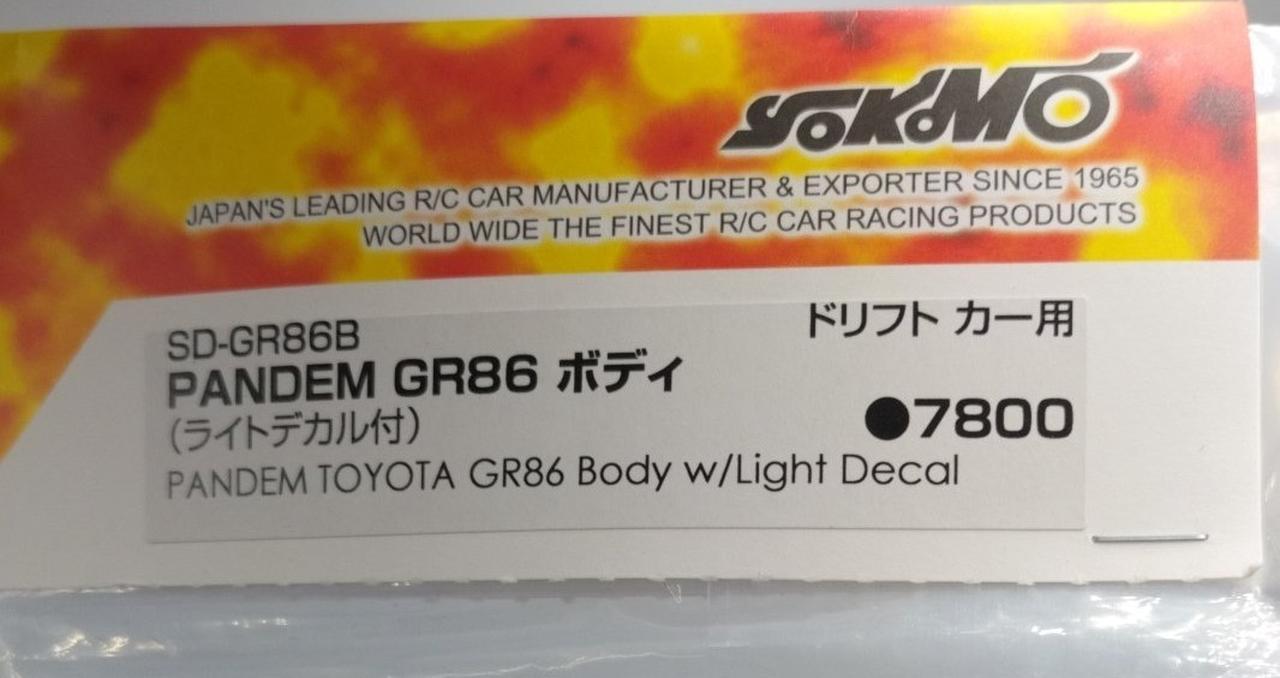 YOKOMO
JAPAN'S LEADING R/C CAR MANUFACTURER & EXPORTER SINCE 1965
WORLD WIDE THE FINEST R/C CAR RACING PRODUCTS
SD-GR86B
ドリフト カー用
PANDEM GR86 ボディ
(ライトデカル付)
●7800
PANDEM TOYOTA GR86 Body w/Light Decal